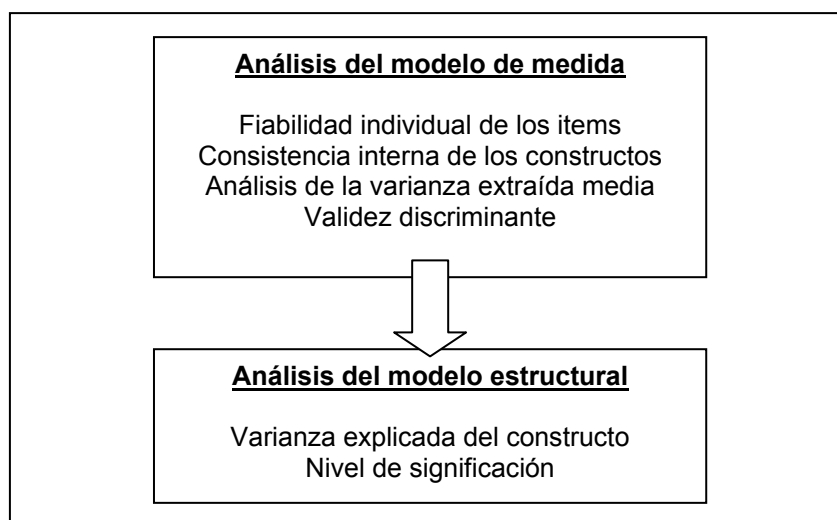 Análisis del modelo de medida
Fiabilidad individual de los items
Consistencia interna de los constructos
Análisis de la varianza extraída media
Validez discriminante
Análisis del modelo estructural
Varianza explicada del constructo
Nivel de significación